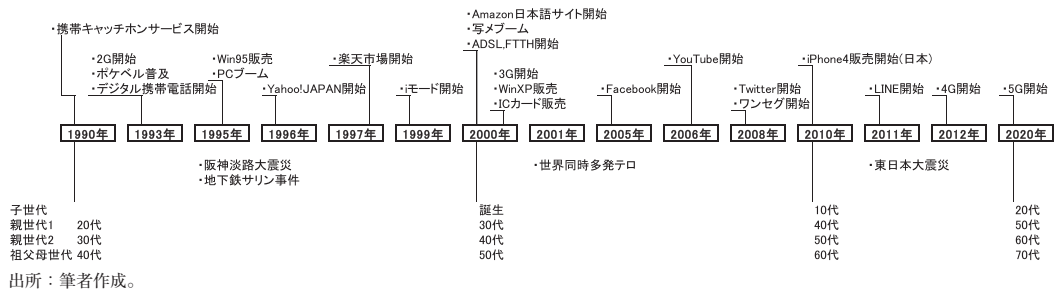 ・携帯キャッチホンサービス開始
・2G開始
・ポケベル普及
・デジタル携帯電話開始
・Win95販売
・PCブーム
・Yahoo!JAPAN開始
・楽天市場開始
・iモード開始
・Amazon日本語サイト開始
・写メブーム
・ADSL,FTTH開始
・3G開始
・WinXP販売
・ICカード販売
・Facebook開始
・YouTube開始
・Twitter開始
・ワンセグ開始
・iPhone4販売開始(日本)
・LINE開始
・4G開始
・5G開始
1990年 1993年 1995年 1996年 1997年 1999年 2000年 2001年 2005年 2006年 2008年 2010年 2011年 2012年 2020年
・阪神淡路大震災
・地下鉄サリン事件
・世界同時多発テロ
・東日本大震災
子世代 誕生 10代 20代
親世代1 20代 30代 40代 50代
親世代2 30代 40代 50代 60代
祖父母世代 40代 50代 60代 70代
出所：筆者作成。